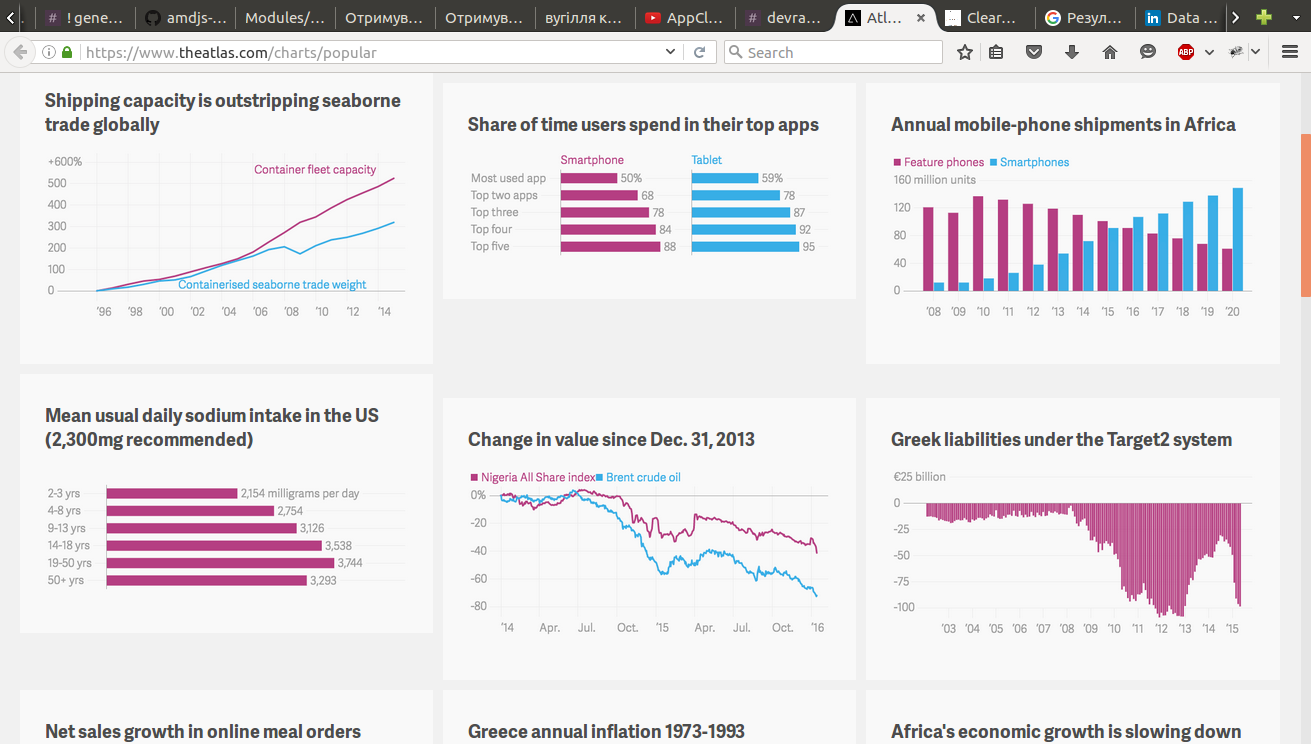 ! gene...
amdjs-...
Modules/...
Отримув...
Отримув...
вугілля к...
AppCl...
devra...
Atl...
Clear...
Резул...
Data ...
https://www.theatlas.com/charts/popular
Search
ABP
Shipping capacity is outstripping seaborne
trade globally
+600%
500
400
300
200
100
0
Container fleet capacity
Containerised seaborne trade weight
'96 '98 '00 '02 '04 '06 '08 '10 '12 '14
Share of time users spend in their top apps
Smartphone Tablet
Most used app 50% 59%
Top two apps 68 78
Top three 78 87
Top four 84 92
Top five 88 95
Annual mobile-phone shipments in Africa
Feature phones Smartphones
160 million units
120
80
40
0
'08 '09 '10 '11 '12 '13 '14 '15 '16 '17 '18 '19 '20
Mean usual daily sodium intake in the US
(2,300mg recommended)
2-3 yrs 2,154 milligrams per day
4-8 yrs 2,754
9-13 yrs 3,126
14-18 yrs 3,538
19-50 yrs 3,744
50+ yrs 3,293
Change in value since Dec. 31, 2013
Nigeria All Share index Brent crude oil
0%
-20
-40
-60
-80
'14 Apr. Jul. Oct. '15 Apr. Jul. Oct. '16
Greek liabilities under the Target2 system
€25 billion
0
-25
-50
-75
-100
'03 '04 '05 '06 '07 '08 '09 '10 '11 '12 '13 '14 '15
Net sales growth in online meal orders
Greece annual inflation 1973-1993
Africa's economic growth is slowing down